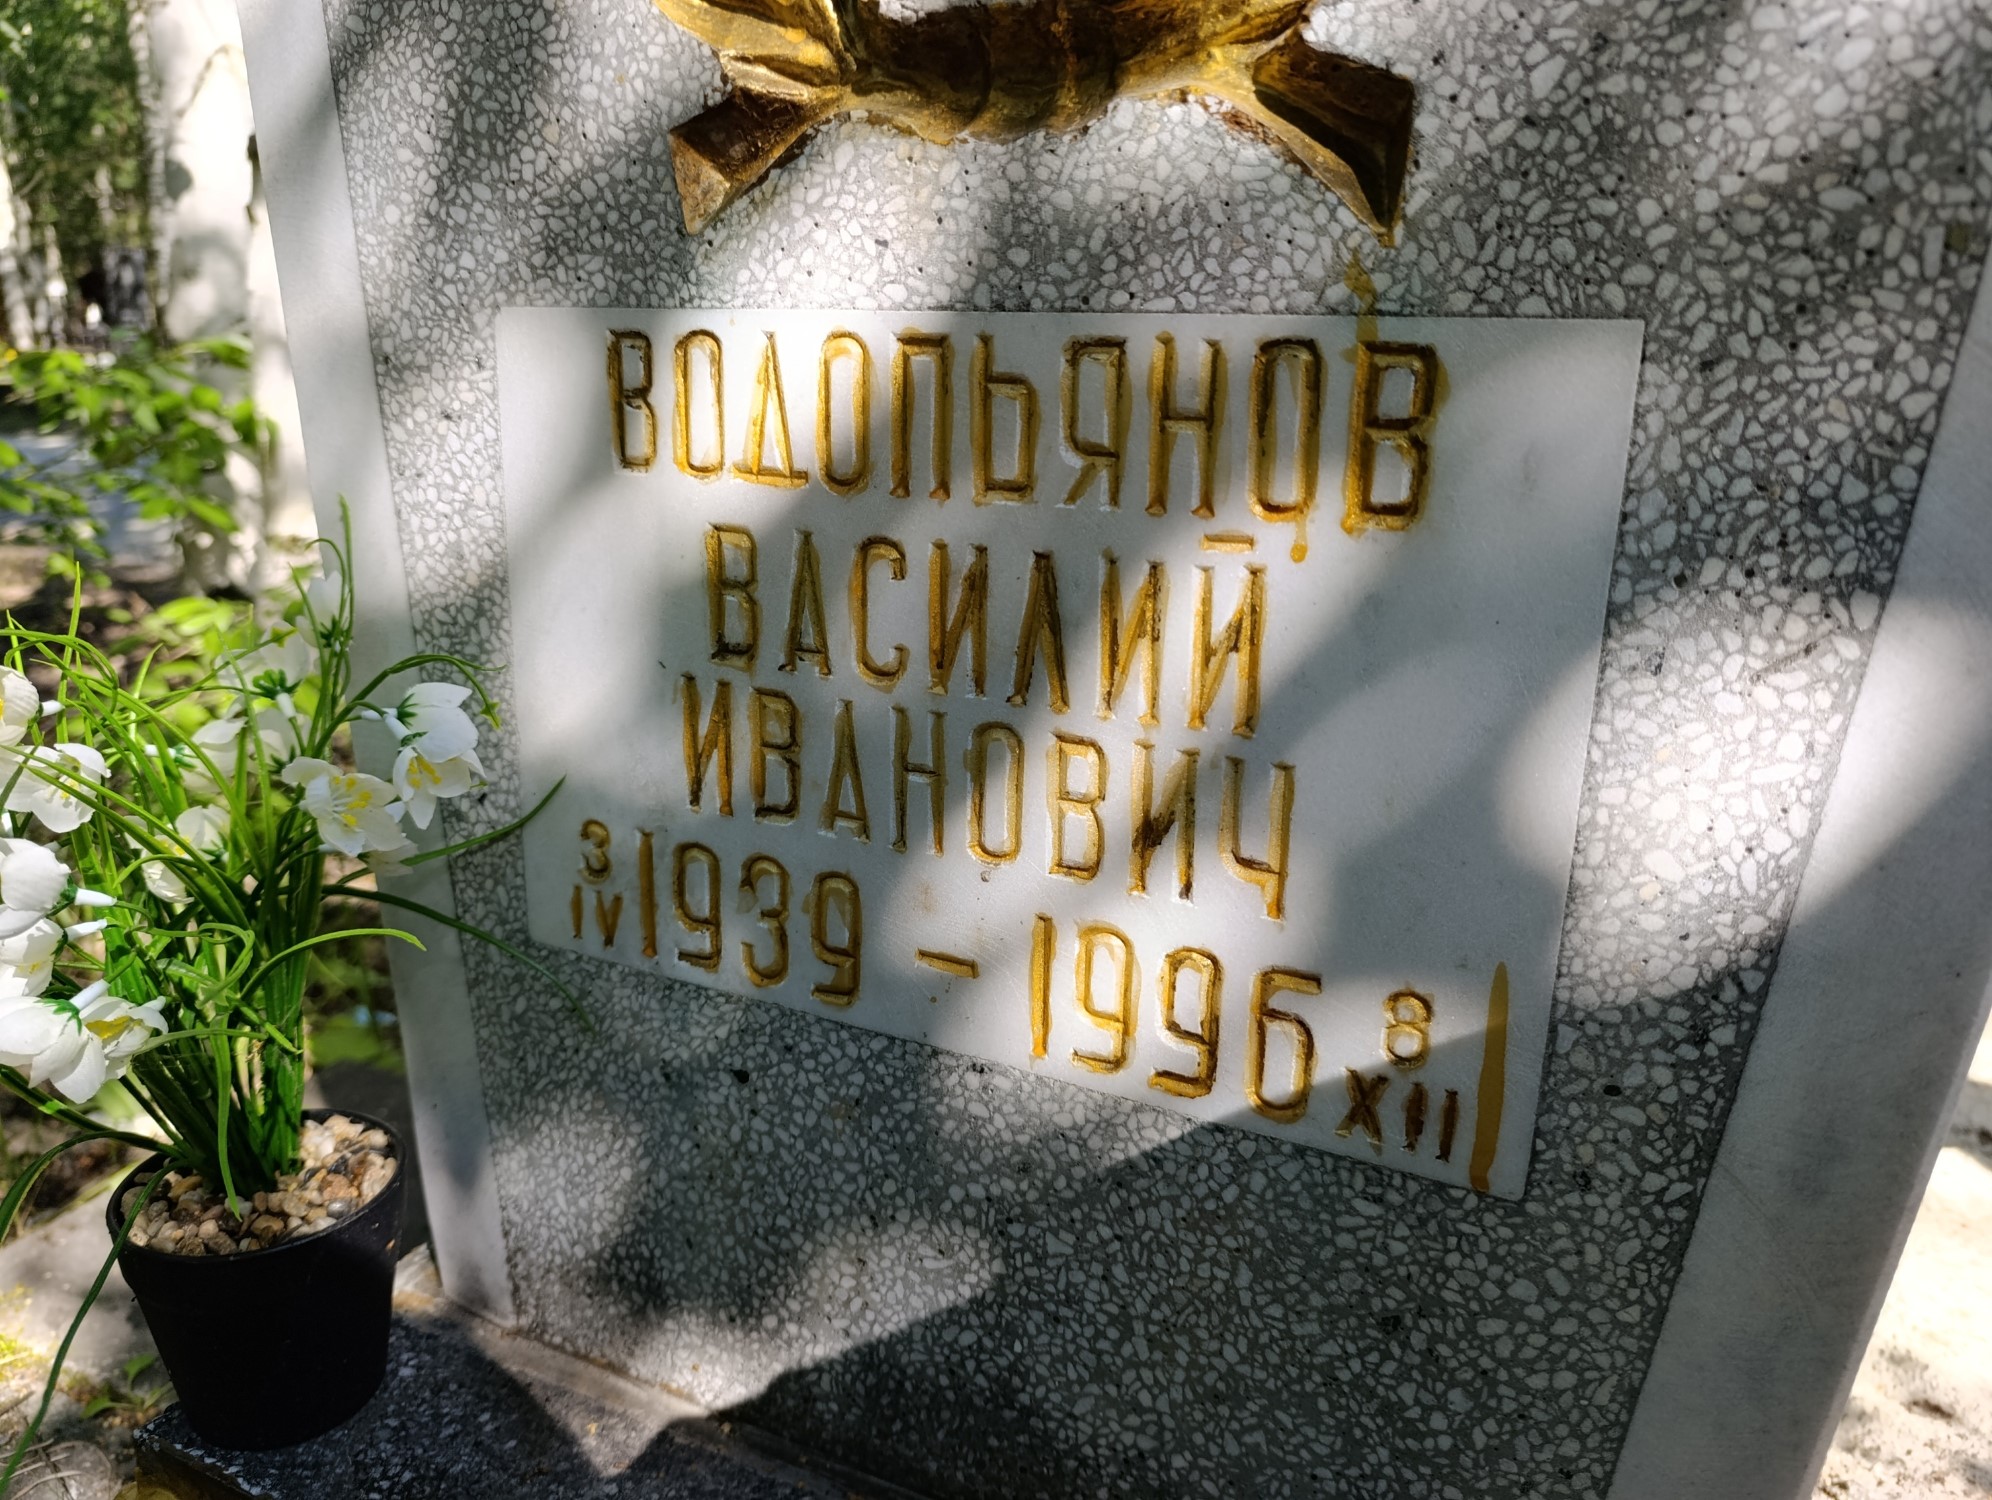 ВОДОПЬЯНОВ
ВАСИЛИЙ
ИВАНОВИЧ
3 IV 1939 – 1996 8 XII